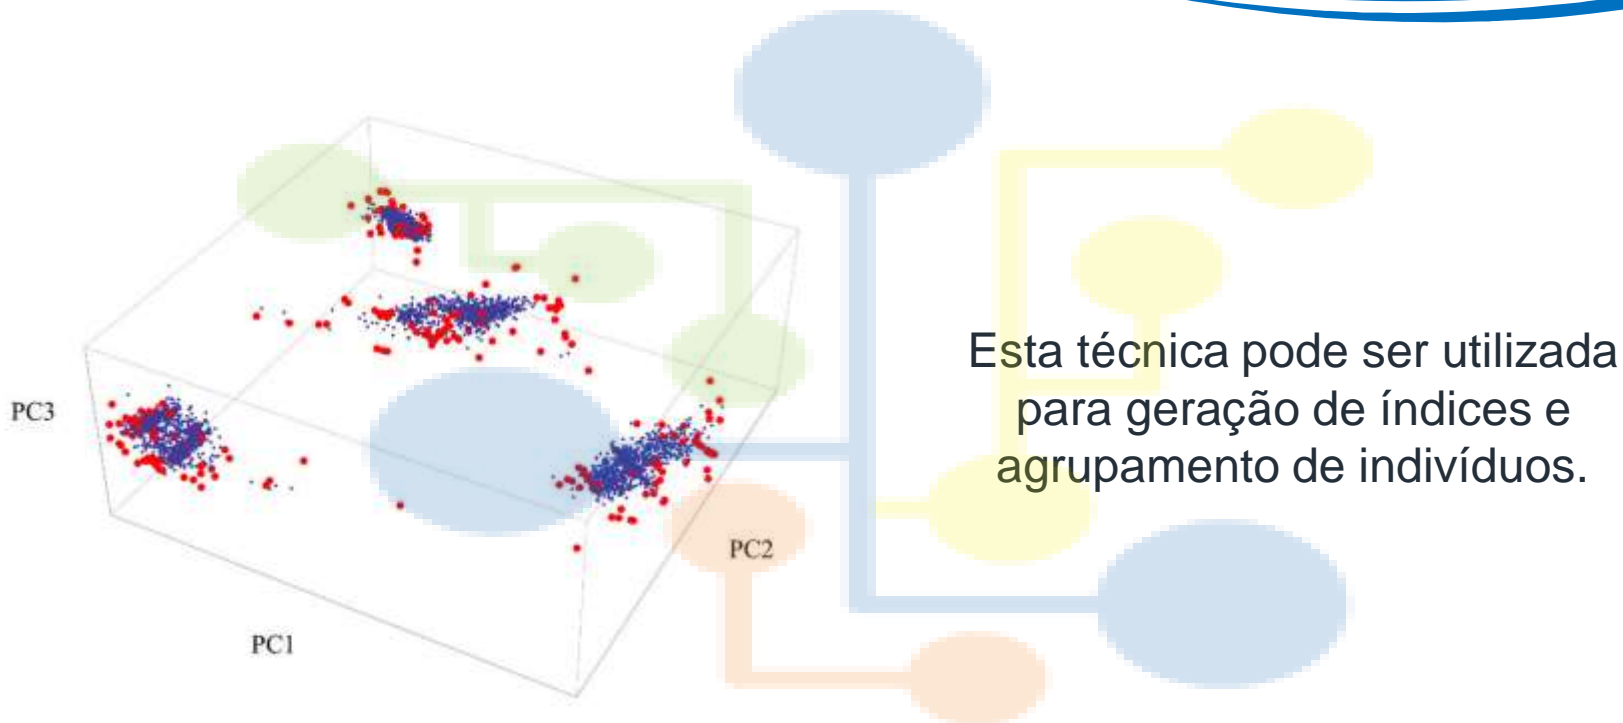 Esta técnica pode ser utilizada
para geração de índices e
agrupamento de indivíduos.
PC3
PC2
PC1